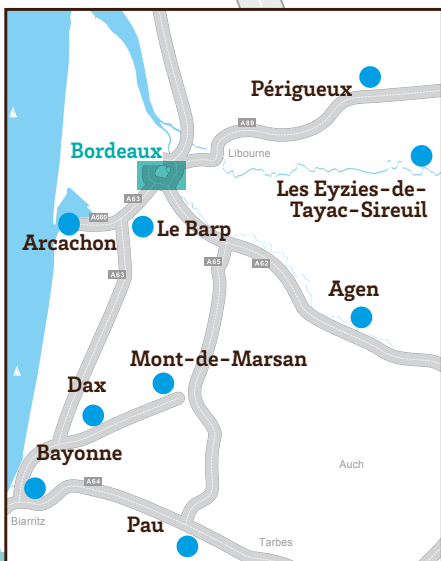 Périgueux
A89
Bordeaux
Libourne
Les Eyzies-de-
Tayac-Sireuil
A63
A660
Arcachon
Le Barp
A63
A65
A62
Agen
Mont-de-Marsan
Dax
Bayonne
Auch
A64
Biarritz
Pau
Tarbes